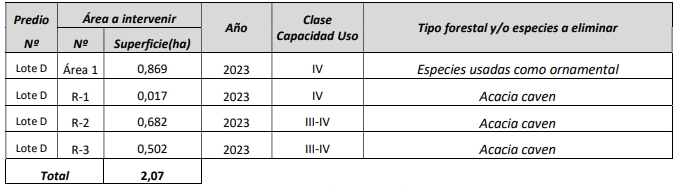 Predio Nº Área a intervenir Año Clase Capacidad Uso Tipo forestal y/o especies a eliminar
Nº Superficie(ha)
Lote D Área 1 0,869 2023 IV Especies usadas como ornamental
Lote D R-1 0,017 2023 IV Acacia caven
Lote D R-2 0,682 2023 III-IV Acacia caven
Lote D R-3 0,502 2023 III-IV Acacia caven
Total 2,07